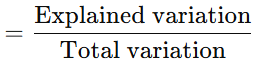 = Explained variation
Total variation